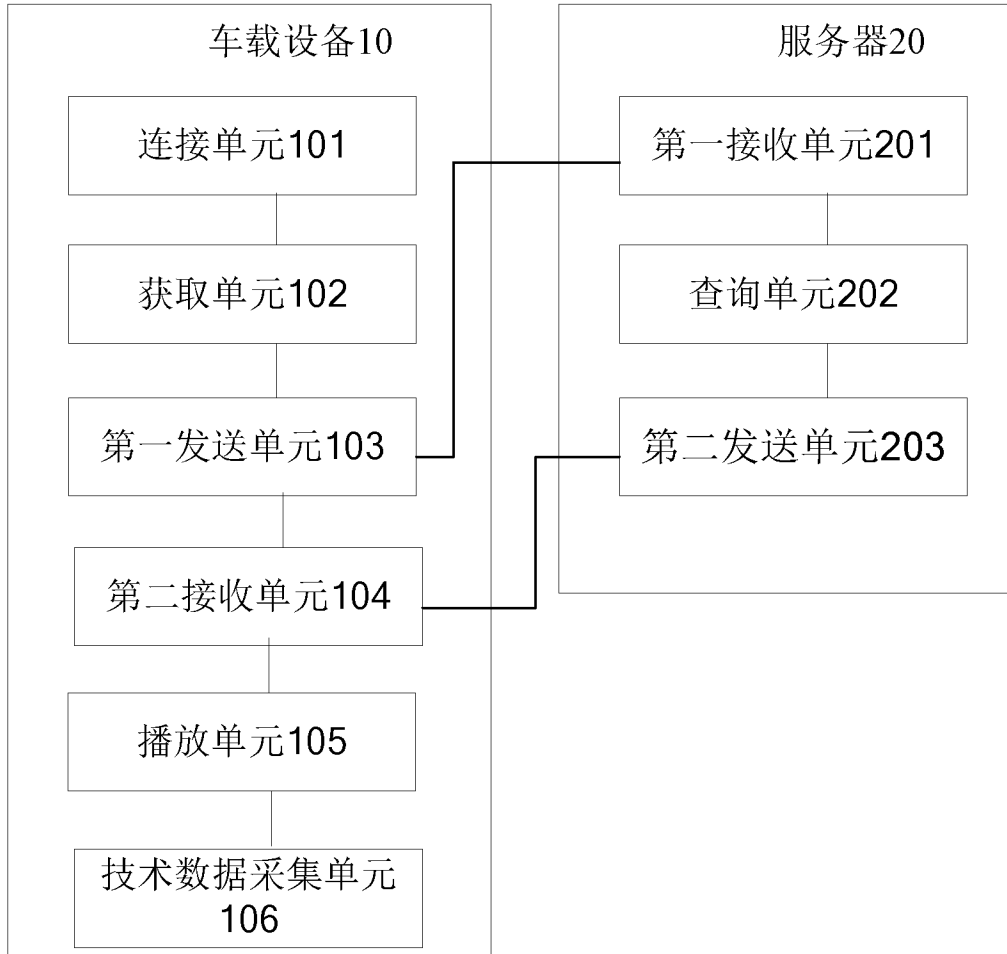 车载设备10
连接单元101
获取单元102
第一发送单元103
第二接收单元104
播放单元105
技术数据采集单元
106
服务器20
第一接收单元201
查询单元202
第二发送单元203